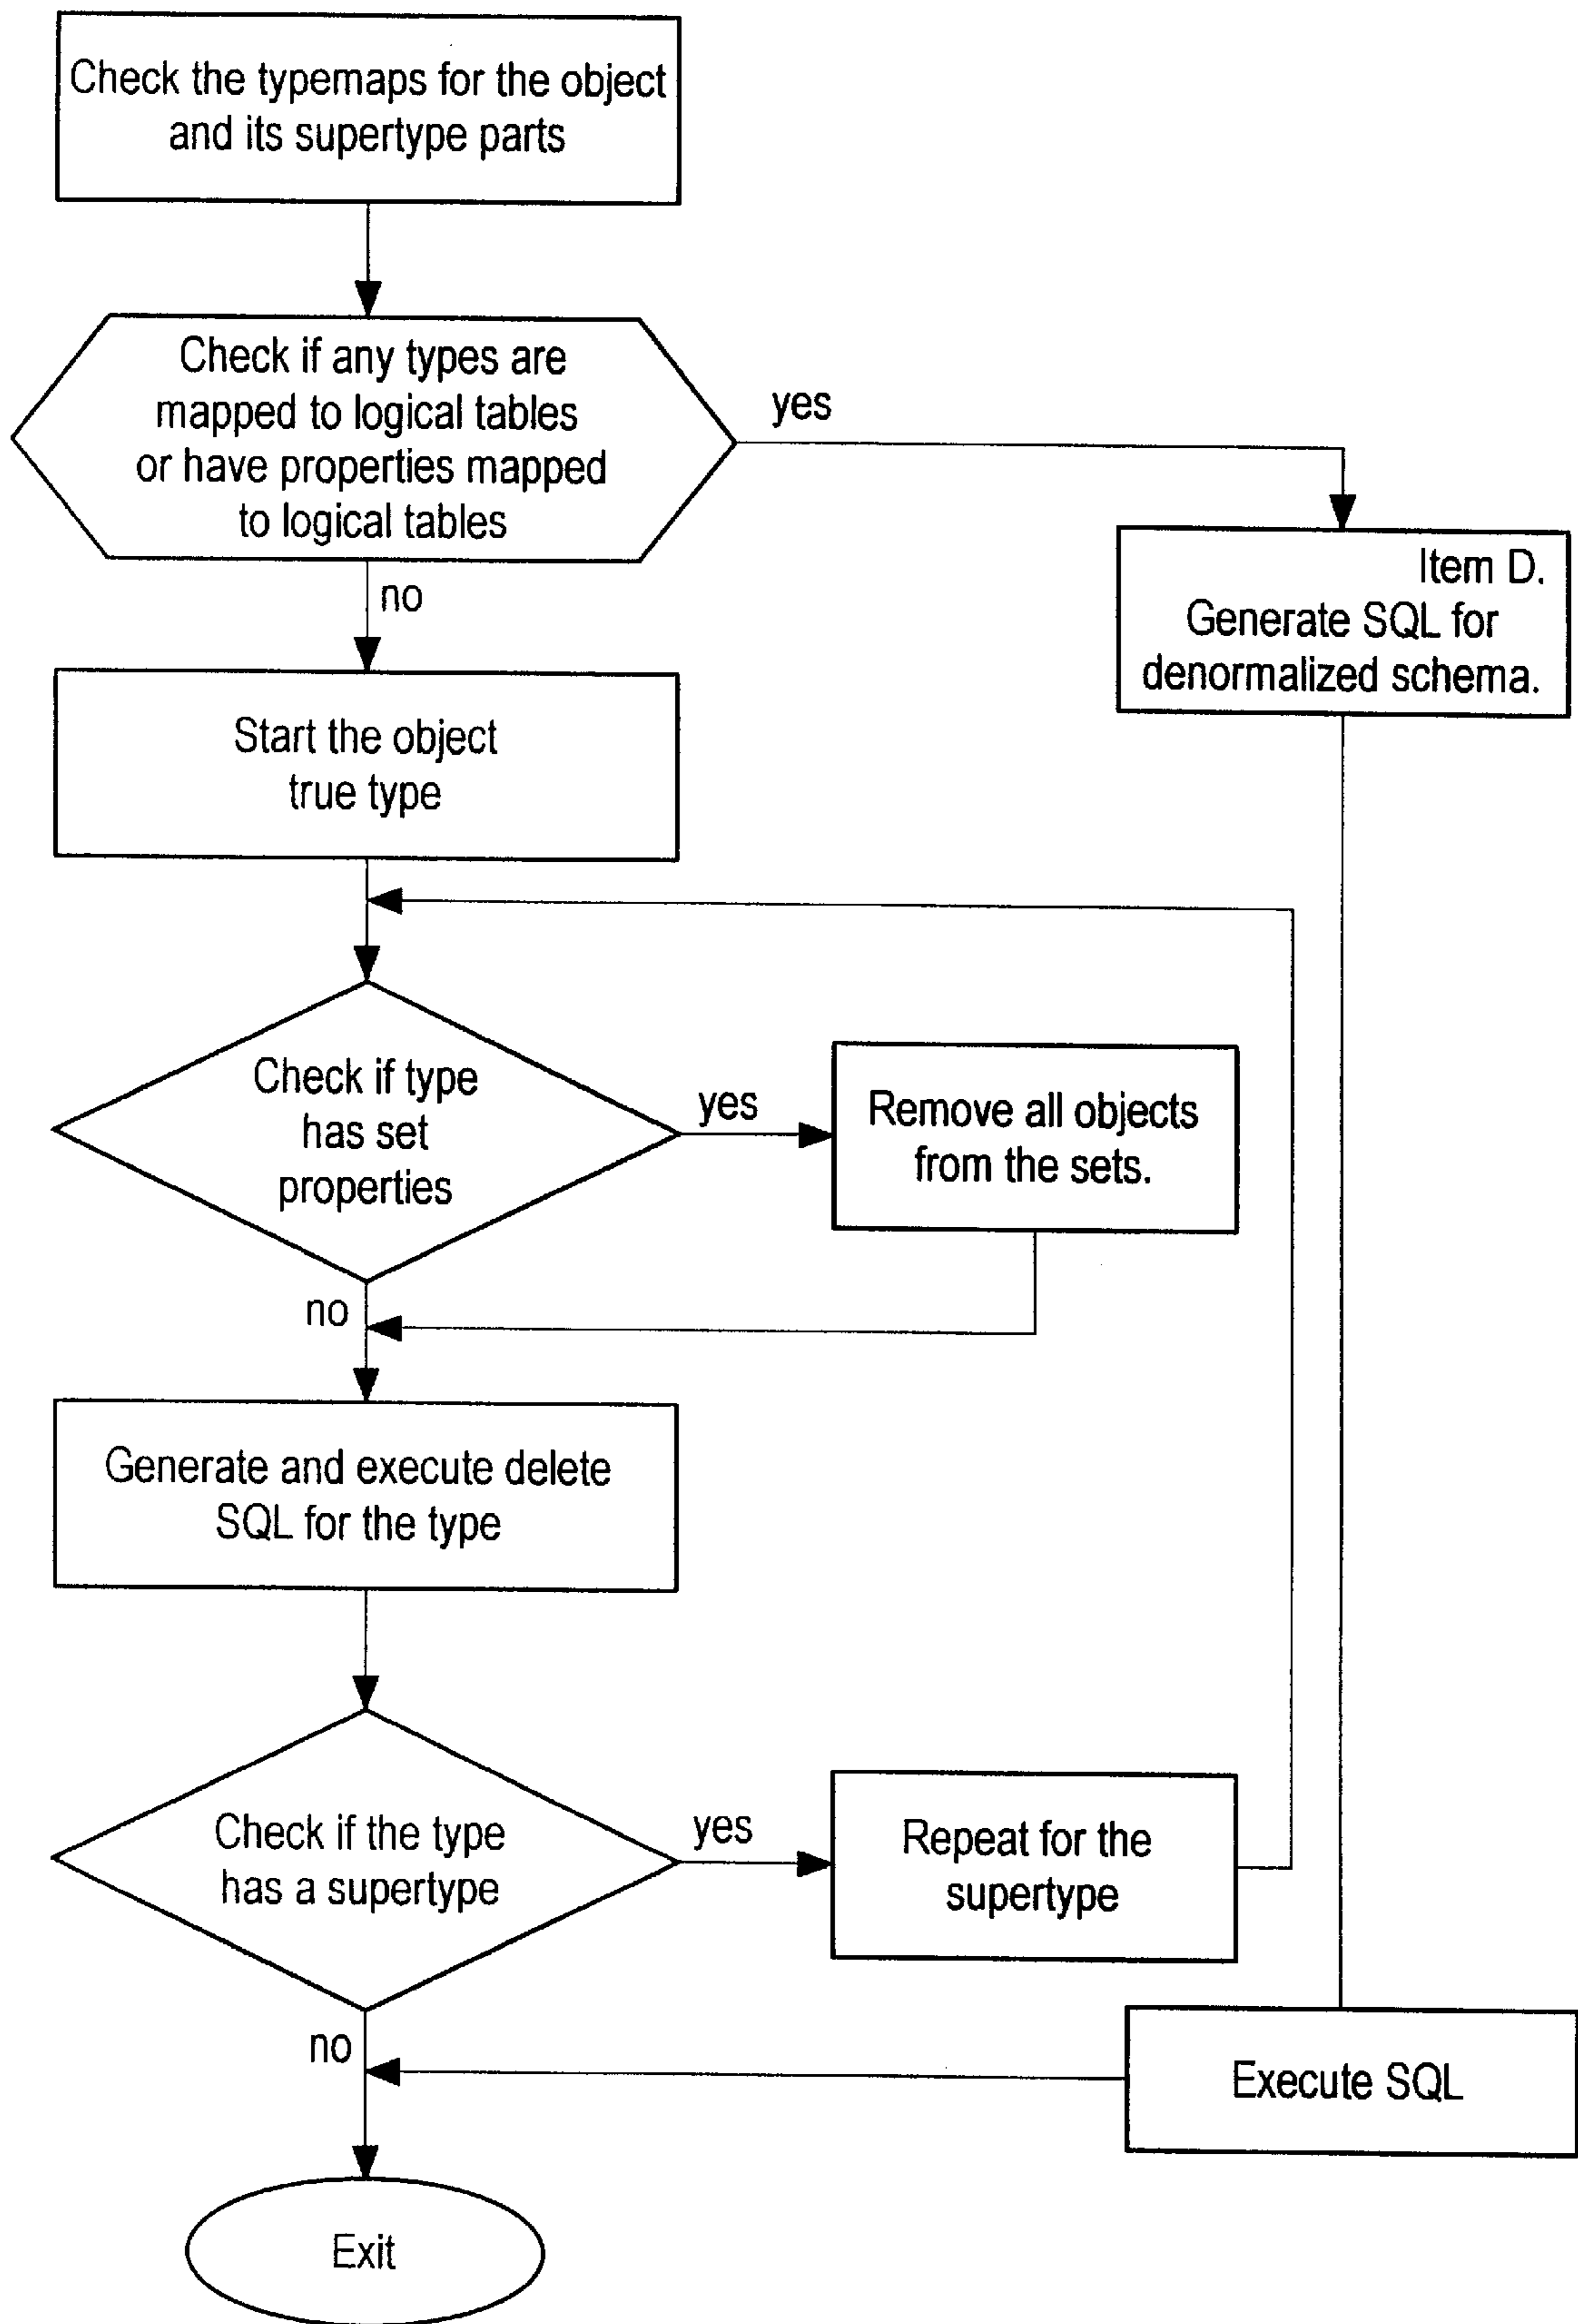 Check the typemaps for the object
and its supertype parts
Check if any types are
mapped to logical tables
or have properties mapped
to logical tables
yes
no
Item D.
Generate SQL for
denormalized schema.
Start the object
true type
Check if type
has set
properties
yes
Remove all objects
from the sets.
no
Generate and execute delete
SQL for the type
Check if the type
has a supertype
yes
Repeat for the
supertype
no
Execute SQL
Exit